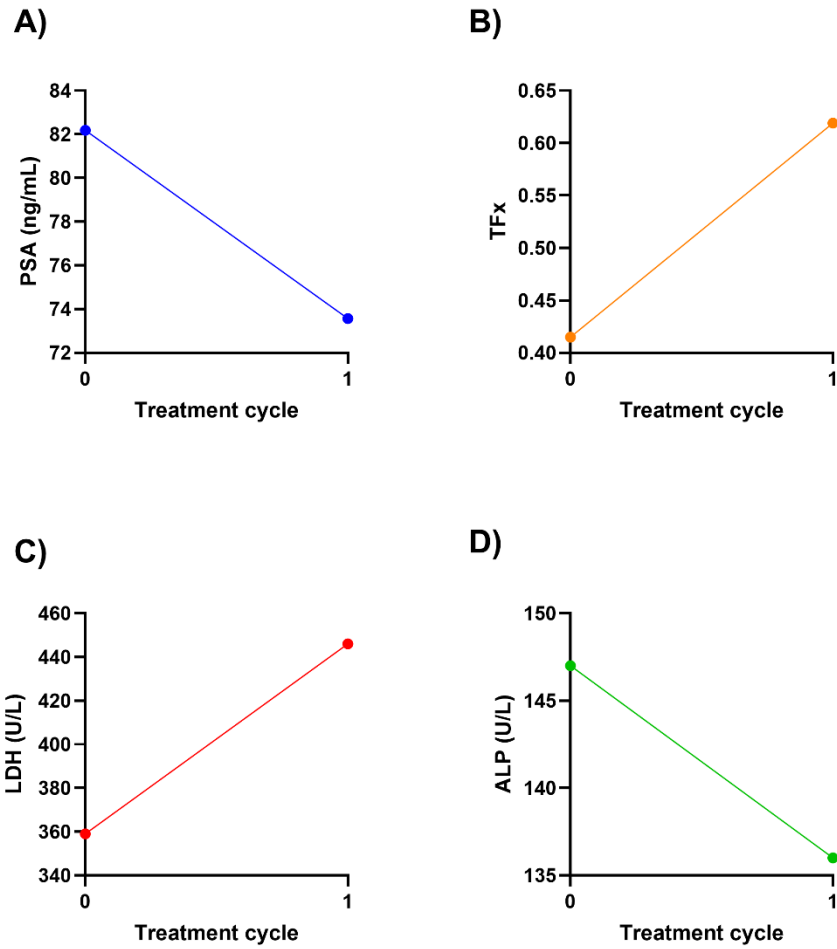 A)
PSA (ng/mL)
84
82
80
78
76
74
72
0
1
Treatment cycle
B)
TFx
0.65
0.60
0.55
0.50
0.45
0.40
0
1
Treatment cycle
C)
LDH (U/L)
460
440
420
400
380
360
340
0
1
Treatment cycle
D)
ALP (U/L)
150
145
140
135
0
1
Treatment cycle